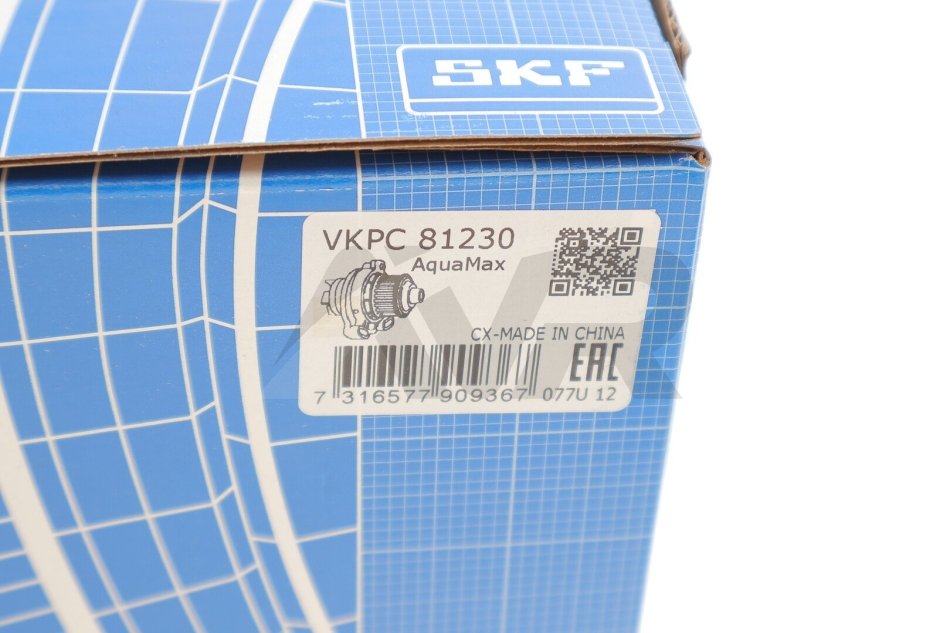 SKF
VKPC 81230
AquaMax
CX-MADE IN CHINA
EAC
7 316577 909367 077U 12